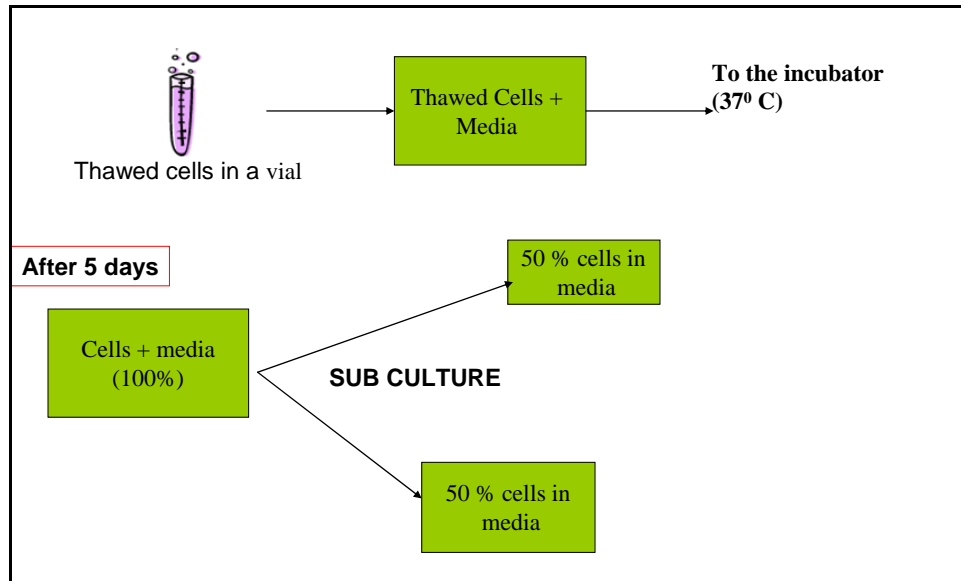 Thawed cells in a vial
Thawed Cells +
Media
To the incubator
(37⁰ C)
After 5 days
Cells + media
(100%)
SUB CULTURE
50 % cells in
media
50 % cells in
media